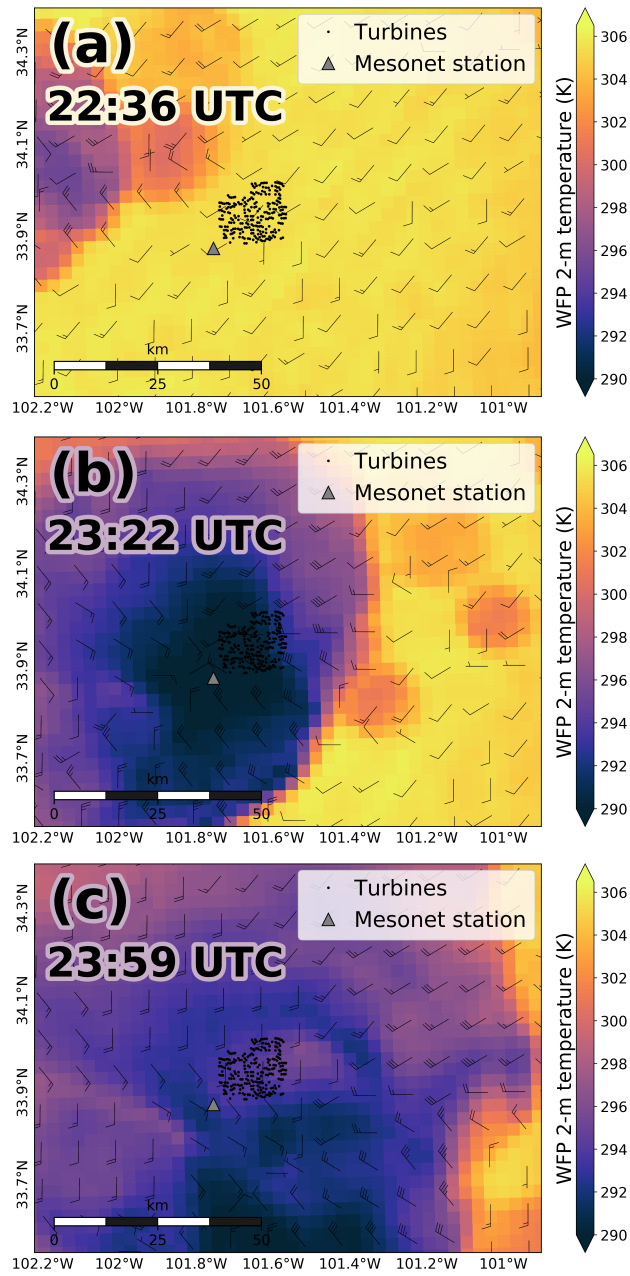 (a)
22:36 UTC
Turbines
Mesonet station
34.3°N
34.1°N
33.9°N
33.7°N
km
0 25 50
102.2°W 102°W 101.8°W 101.6°W 101.4°W 101.2°W 101°W
306
304
302
300
298
296
294
292
290
WFP 2-m temperature (K)
(b)
23:22 UTC
Turbines
Mesonet station
34.3°N
34.1°N
33.9°N
33.7°N
km
0 25 50
102.2°W 102°W 101.8°W 101.6°W 101.4°W 101.2°W 101°W
306
304
302
300
298
296
294
292
290
WFP 2-m temperature (K)
(c)
23:59 UTC
Turbines
Mesonet station
34.3°N
34.1°N
33.9°N
33.7°N
km
0 25 50
102.2°W 102°W 101.8°W 101.6°W 101.4°W 101.2°W 101°W
306
304
302
300
298
296
294
292
290
WFP 2-m temperature (K)